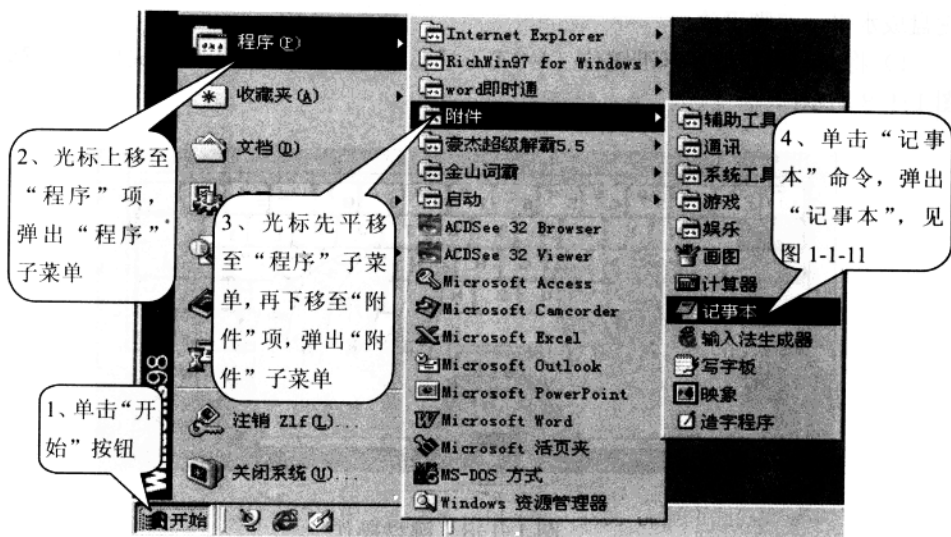 程序(P)
收藏夹(A)
文档(D)
注销 Zlf(L)...
关闭系统(U)...
98
开始
Internet Explorer
RichWin97 for Windows
word即时通
附件
豪杰超级解霸5.5
金山词霸
启动
ACDSee 32 Browser
ACDSee 32 Viewer
Microsoft Access
Microsoft Camcorder
Microsoft Excel
Microsoft Outlook
Microsoft PowerPoint
Microsoft Word
Microsoft 活页夹
MS-DOS 方式
Windows 资源管理器
辅助工具
通讯
系统工具
游戏
娱乐
画图
计算器
记事本
输入法生成器
写字板
映象
造字程序
1、单击“开
始”按钮
2、光标上移至
“程序”项，
弹出“程序”
子菜单
3、光标先平移
至“程序”子菜
单，再下移至“附
件”项，弹出“附
件”子菜单
4、单击“记事
本”命令，弹出
“记事本”，见
图 1-1-11